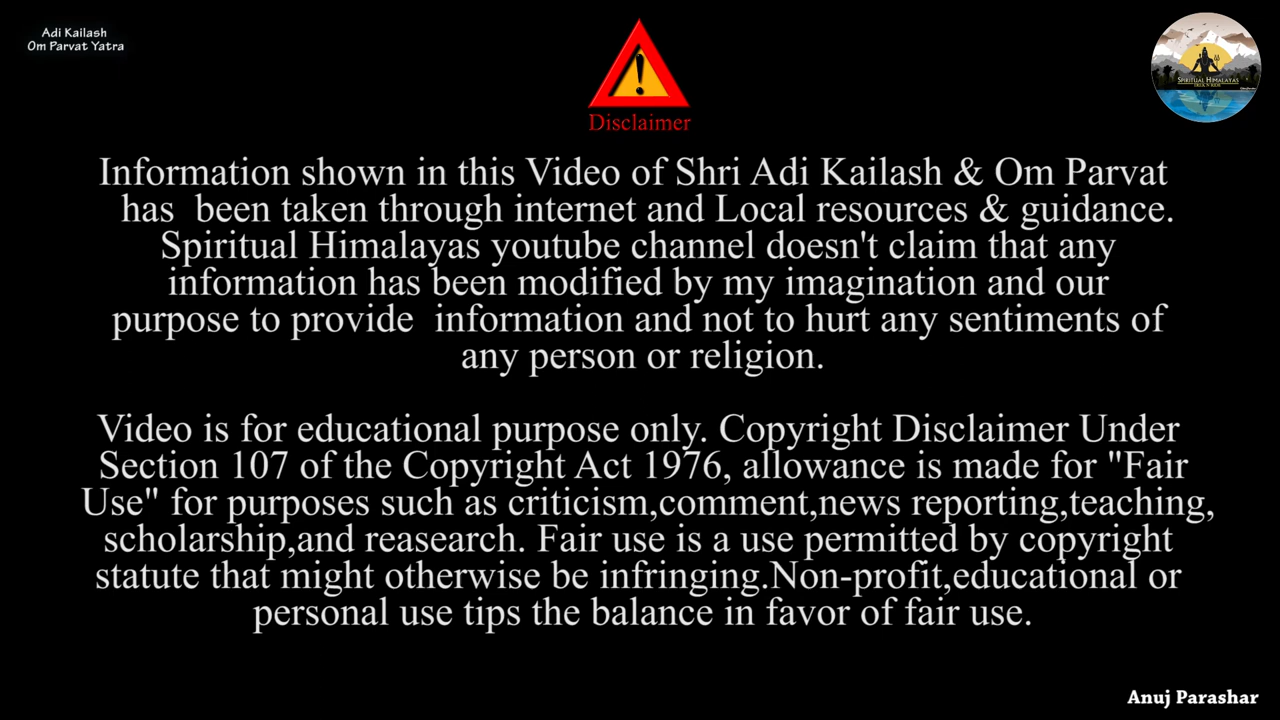 Adi Kailash
Om Parvat Yatra
SPIRITUAL HIMALAYAS
TREK N RIDE
Disclaimer
Information shown in this Video of Shri Adi Kailash & Om Parvat
has  been taken through internet and Local resources & guidance.
Spiritual Himalayas youtube channel doesn't claim that any
information has been modified by my imagination and our
purpose to provide  information and not to hurt any sentiments of
any person or religion.
Video is for educational purpose only. Copyright Disclaimer Under
Section 107 of the Copyright Act 1976, allowance is made for "Fair
Use" for purposes such as criticism,comment,news reporting,teaching,
scholarship,and reasearch. Fair use is a use permitted by copyright
statute that might otherwise be infringing.Non-profit,educational or
personal use tips the balance in favor of fair use.
Anuj Parashar